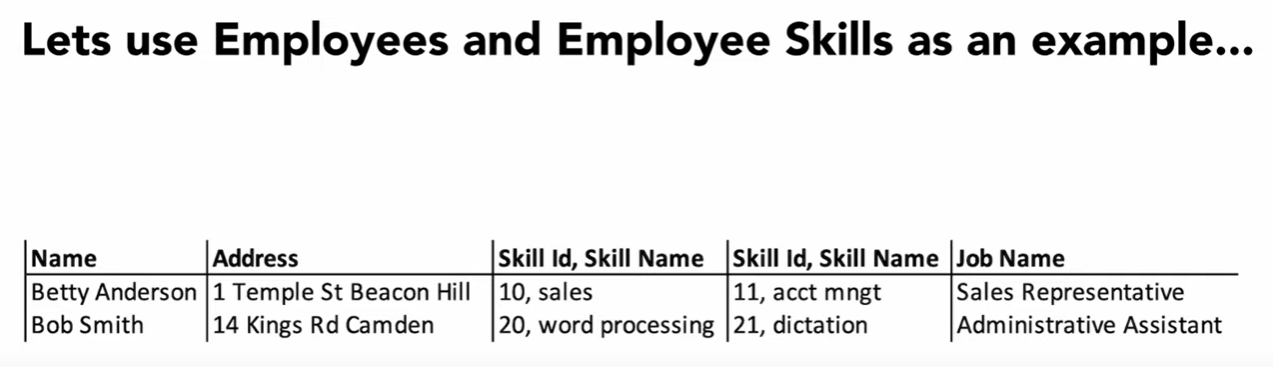 Lets use Employees and Employee Skills as an example...
Name Address Skill Id, Skill Name Skill Id, Skill Name Job Name
Betty Anderson 1 Temple St Beacon Hill 10, sales 11, acct mngt Sales Representative
Bob Smith 14 Kings Rd Camden 20, word processing 21, dictation Administrative Assistant